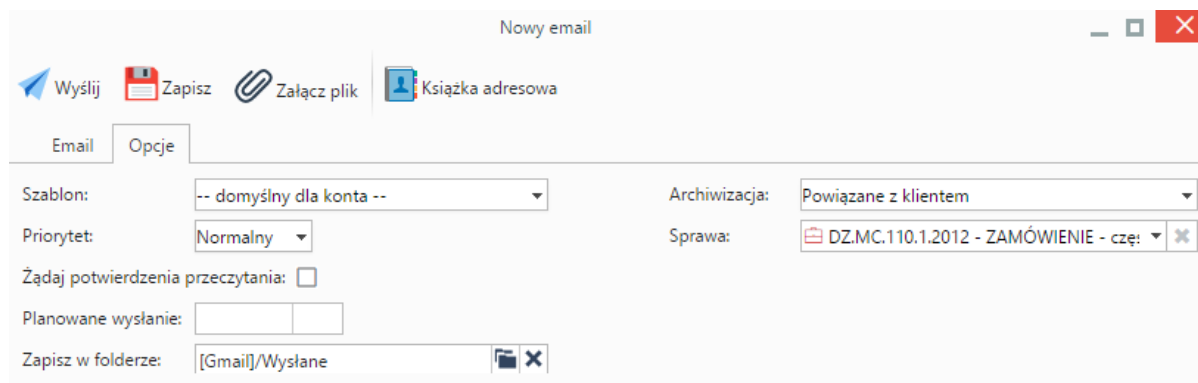 Nowy email
Wyślij Zapisz Załącz plik Książka adresowa
Email Opcje
Szablon: -- domyślny dla konta -- Archiwizacja: Powiązane z klientem
Priorytet: Normalny Sprawa: DZ.MC.110.1.2012 - ZAMÓWIENIE -
Żądaj potwierdzenia przeczytania:
Planowane wysłanie:
Zapisz w folderze: [Gmail]/Wysłane